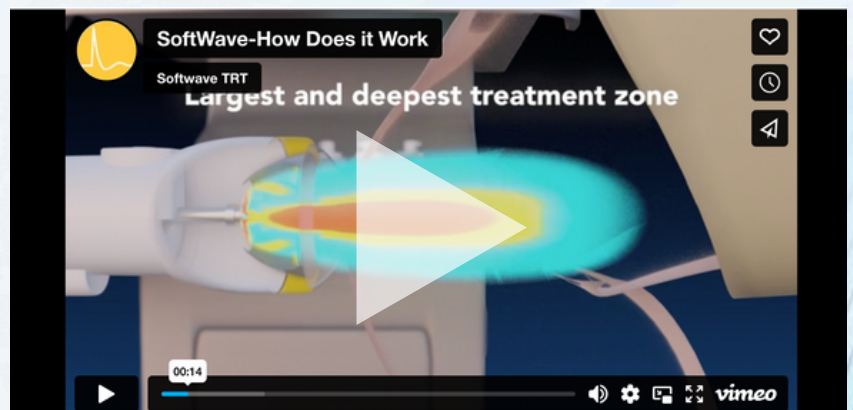 SoftWave-How Does it Work
Softwave TRT
Largest and deepest treatment zone
00:14
vimeo